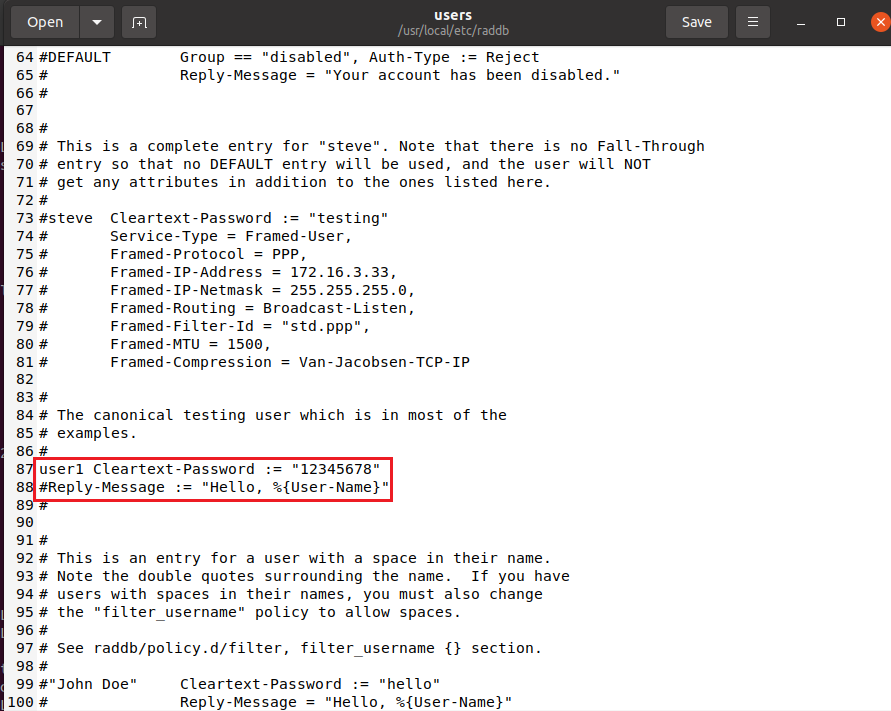 Open users Save
/usr/local/etc/raddb
64 #DEFAULT        Group == "disabled", Auth-Type := Reject
65 #               Reply-Message = "Your account has been disabled."
66 #
67
68 #
69 # This is a complete entry for "steve". Note that there is no Fall-Through
70 # entry so that no DEFAULT entry will be used, and the user will NOT
71 # get any attributes in addition to the ones listed here.
72 #
73 #steve  Cleartext-Password := "testing"
74 #       Service-Type = Framed-User,
75 #       Framed-Protocol = PPP,
76 #       Framed-IP-Address = 172.16.3.33,
77 #       Framed-IP-Netmask = 255.255.255.0,
78 #       Framed-Routing = Broadcast-Listen,
79 #       Framed-Filter-Id = "std.ppp",
80 #       Framed-MTU = 1500,
81 #       Framed-Compression = Van-Jacobsen-TCP-IP
82
83 #
84 # The canonical testing user which is in most of the
85 # examples.
86 #
87 user1 Cleartext-Password := "12345678"
88 #Reply-Message := "Hello, %{User-Name}"
89 #
90
91 #
92 # This is an entry for a user with a space in their name.
93 # Note the double quotes surrounding the name.  If you have
94 # users with spaces in their names, you must also change
95 # the "filter_username" policy to allow spaces.
96 #
97 # See raddb/policy.d/filter, filter_username {} section.
98 #
99 #"John Doe"     Cleartext-Password := "hello"
100 #               Reply-Message = "Hello, %{User-Name}"